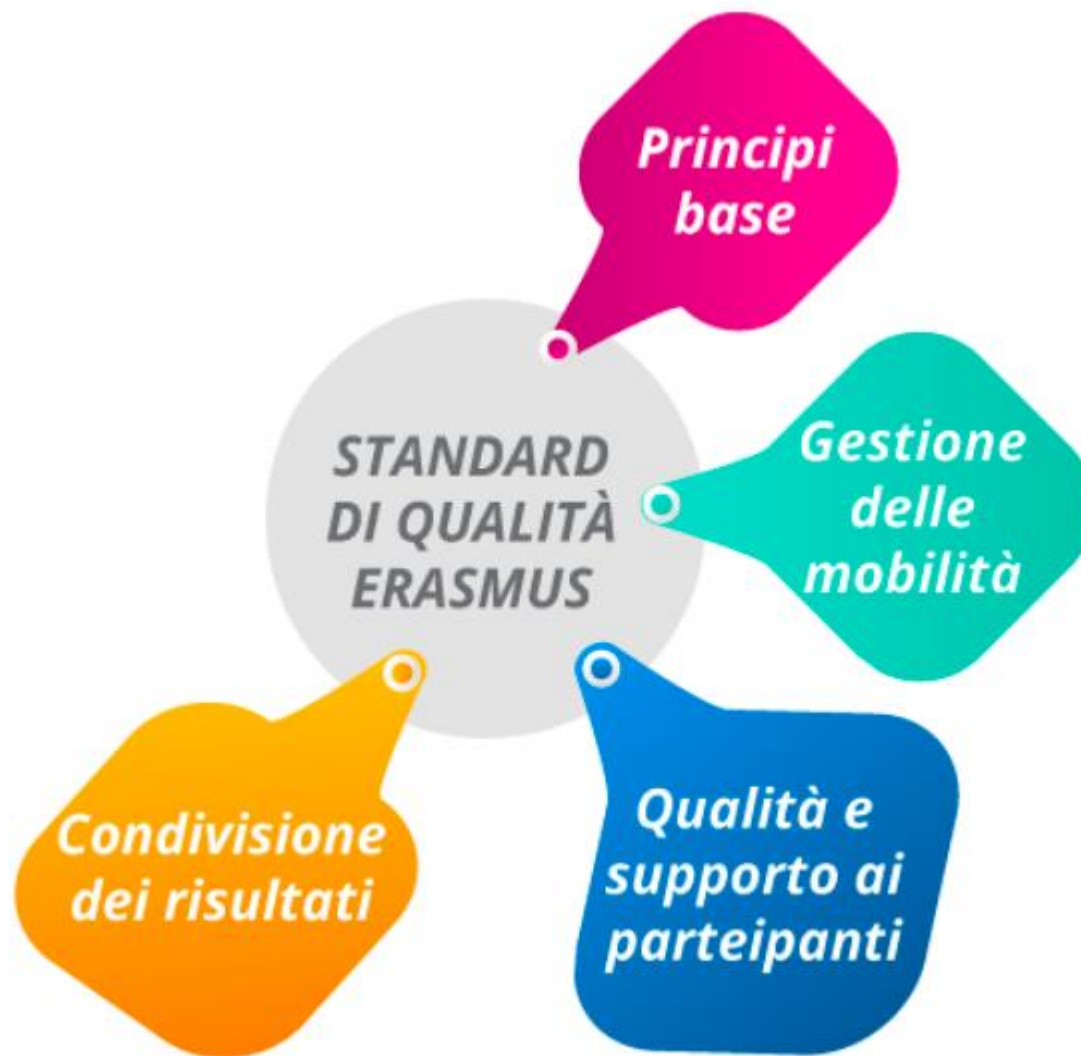 Principi
base
Gestione
delle
mobilità
STANDARD
DI QUALITÀ
ERASMUS
Qualità e
supporto ai
parteipanti
Condivisione
dei risultati